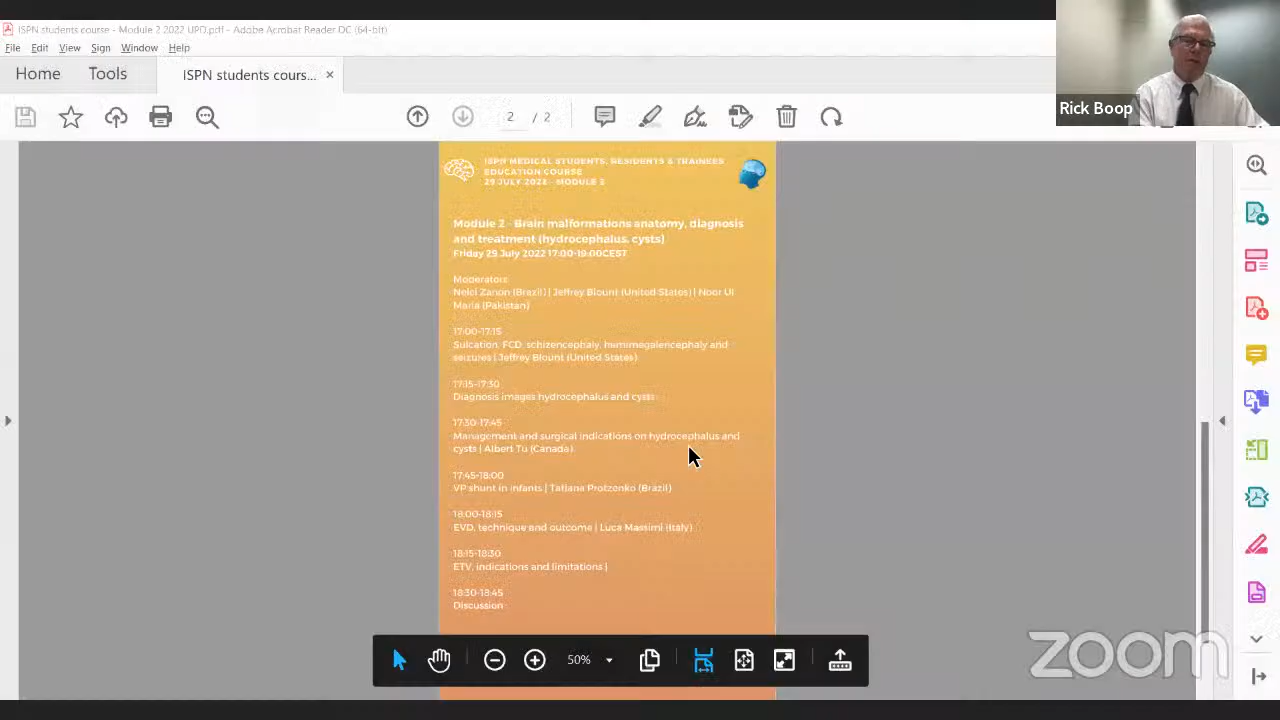 ISPN students course - Module 2 2022 UPD.pdf - Adobe Acrobat Reader DC (64-bit)
File Edit View Sign Window Help
Home Tools ISPN students cours... ×
2 / 2
Rick Boop
ISPN MEDICAL STUDENTS, RESIDENTS & TRAINEES
EDUCATION COURSE
29 JULY 2022 - MODULE 2
Module 2 - Brain malformations anatomy, diagnosis
and treatment (hydrocephalus, cysts)
Friday 29 July 2022 17:00-19:00CEST
Moderators:
Nelci Zanon (Brazil) | Jeffrey Blount (United States) | Noor Ul
Maria (Pakistan)
17:00-17:15
Sulcation, FCD, schizencephaly, hemimegalencephaly and
seizures | Jeffrey Blount (United States)
17:15-17:30
Diagnosis images hydrocephalus and cysts
17:30-17:45
Management and surgical indications on hydrocephalus and
cysts | Albert Tu (Canada)
17:45-18:00
VP shunt in infants | Tatiana Protzenko (Brazil)
18:00-18:15
EVD, technique and outcome | Luca Massimi (Italy)
18:15-18:30
ETV, indications and limitations |
18:30-18:45
Discussion
50%
zoom